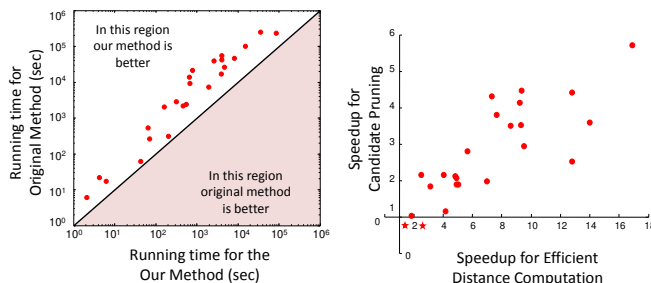 10⁶
10⁵
10⁴
10³
10²
10¹
10⁰
Running time for
Original Method (sec)
In this region
our method is
better
In this region
original method
is better
10⁰ 10¹ 10² 10³ 10⁴ 10⁵ 10⁶
Running time for the
Our Method (sec)
6
5
4
3
2
1
0
Speedup for
Candidate Pruning
0 2 4 6 8 10 12 14 16 18
Speedup for Efficient
Distance Computation